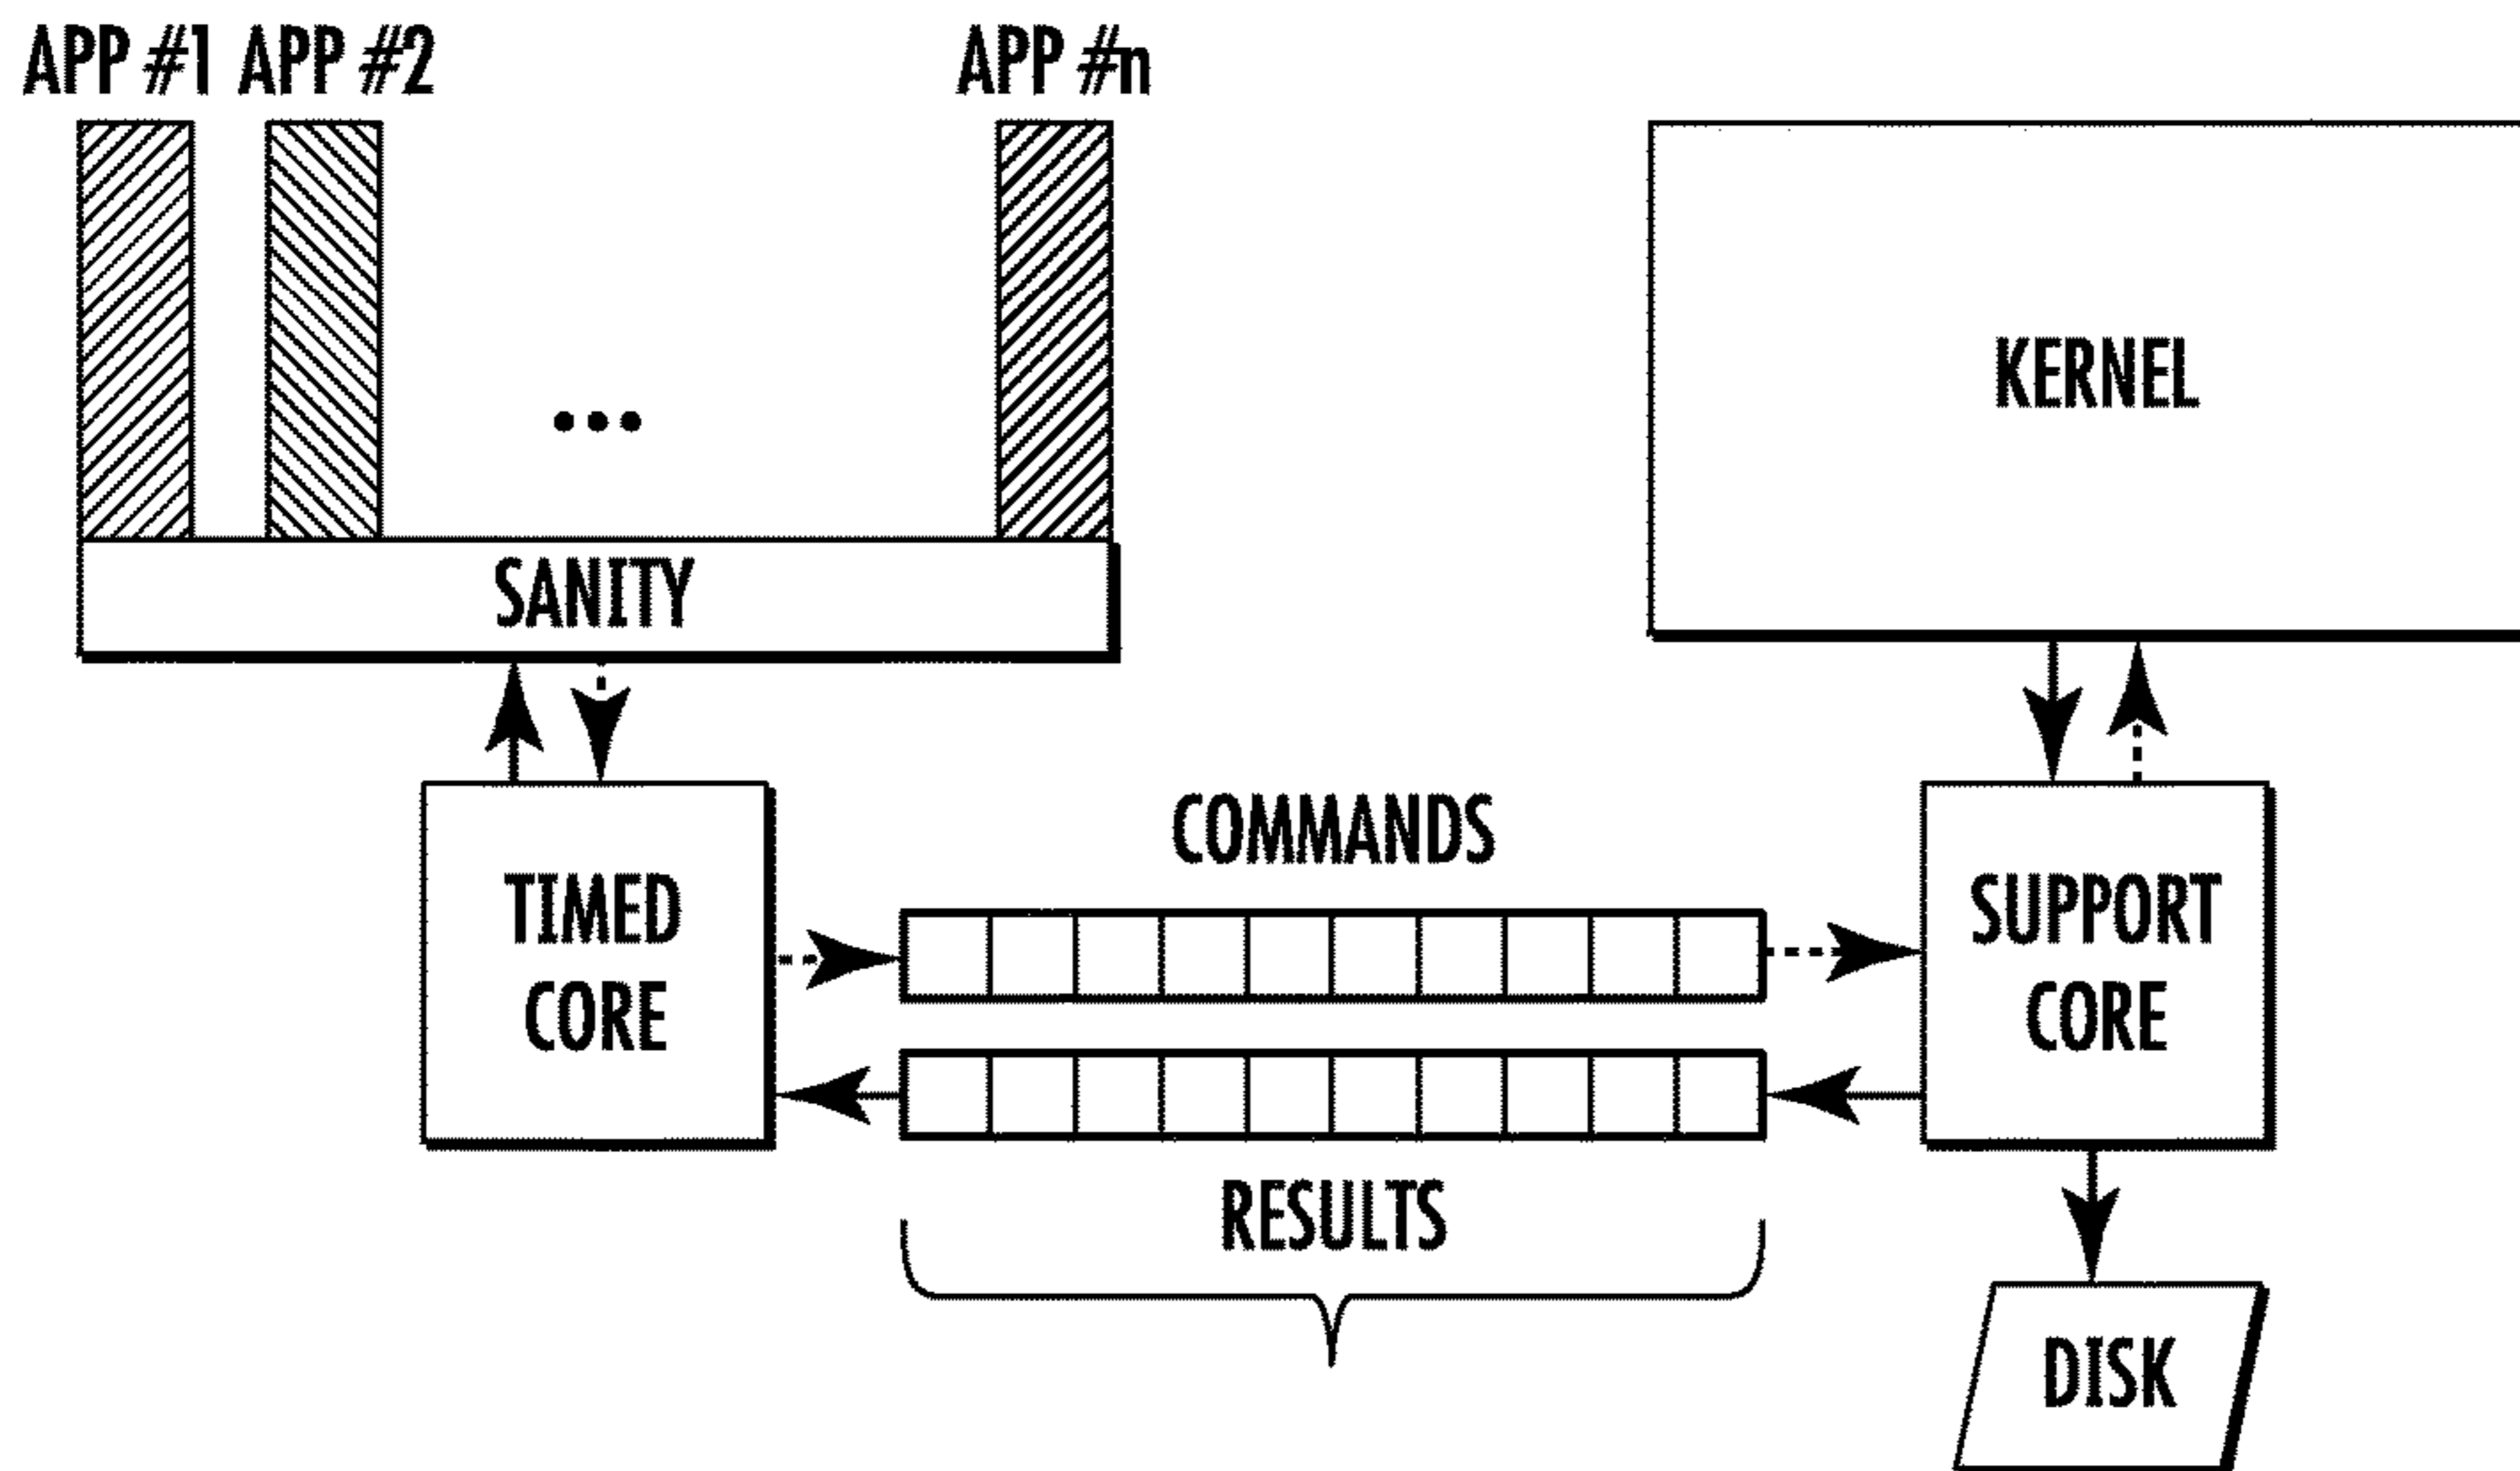 APP #1 APP #2 APP #n
KERNEL
SANITY
COMMANDS
TIMED
CORE
SUPPORT
CORE
RESULTS
DISK